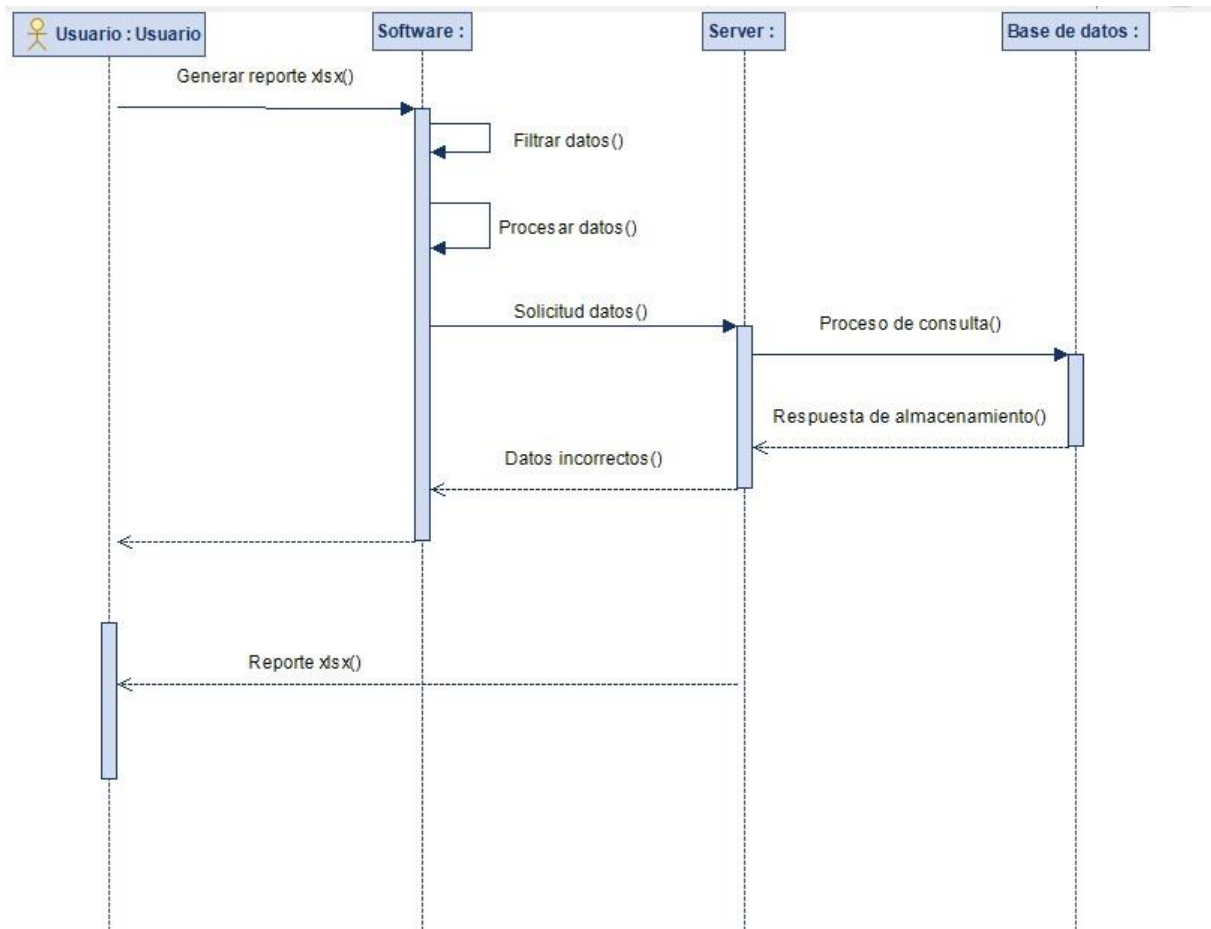 Usuario : Usuario
Software :
Server :
Base de datos :
Generar reporte xlsx()
Filtrar datos()
Procesar datos()
Solicitud datos()
Proceso de consulta()
Respuesta de almacenamiento()
Datos incorrectos()
Reporte xlsx()